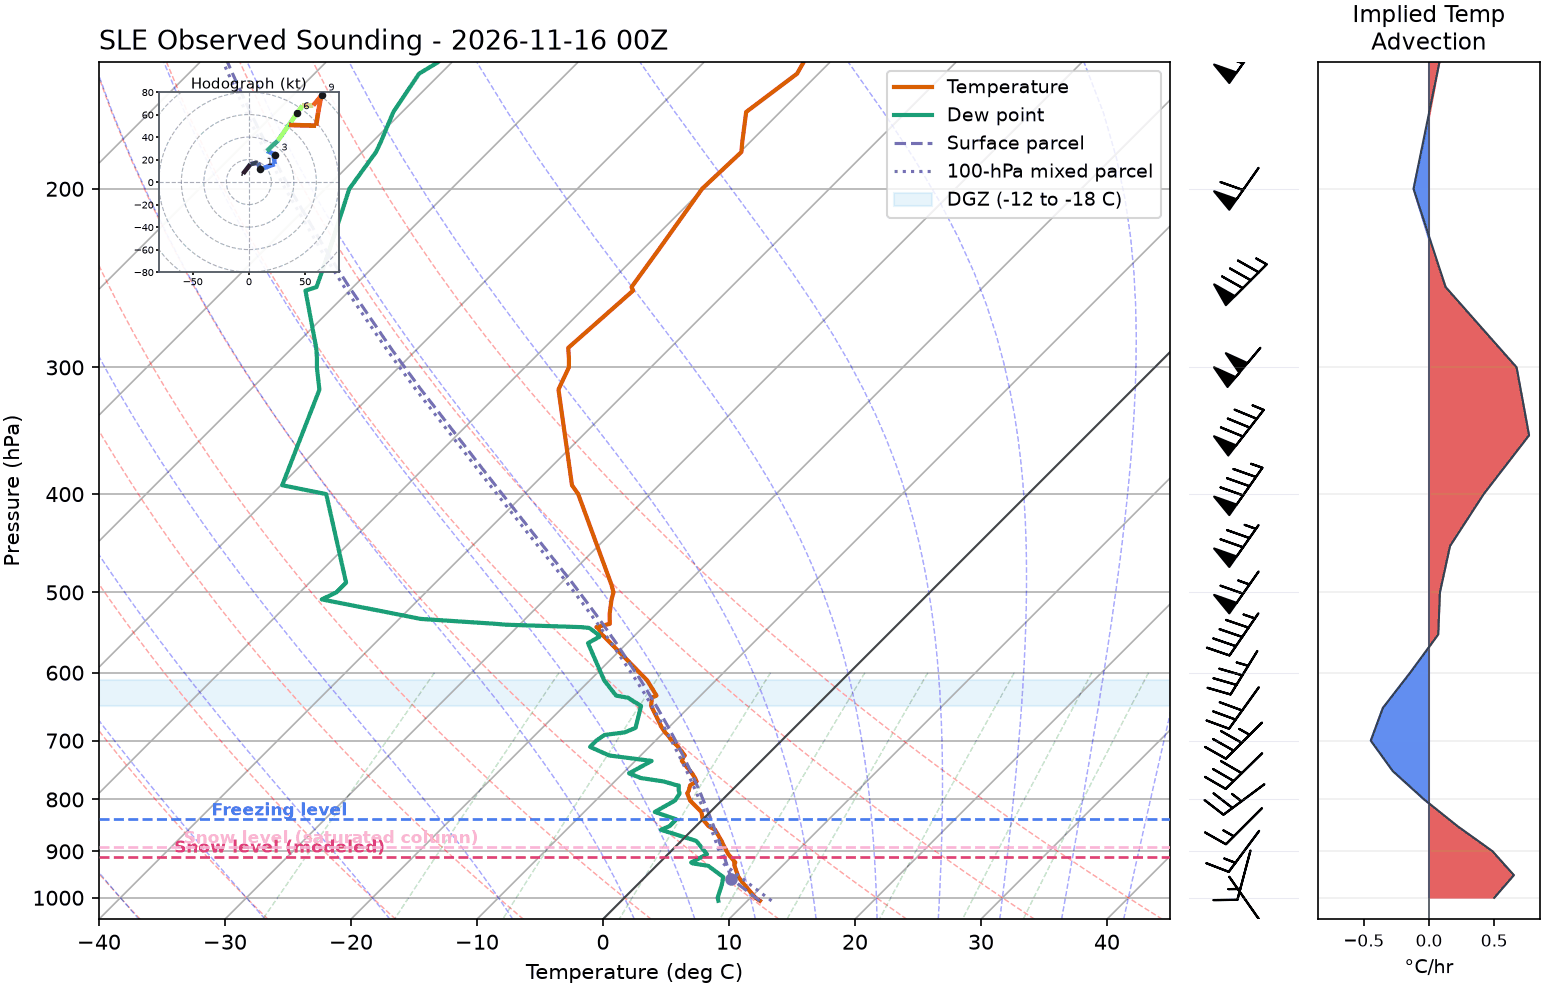 SLE Observed Sounding - 2026-11-16 00Z
Implied Temp
Advection
Hodograph (kt)
80
60
40
20
0
−20
−40
−60
−80
−50
0
50
1
3
6
9
Temperature
Dew point
Surface parcel
100-hPa mixed parcel
DGZ (-12 to -18 C)
Pressure (hPa)
200
300
400
500
600
700
800
900
1000
Freezing level
Snow level (saturated column)
Snow level (modeled)
−40
−30
−20
−10
0
10
20
30
40
Temperature (deg C)
−0.5
0.0
0.5
°C/hr